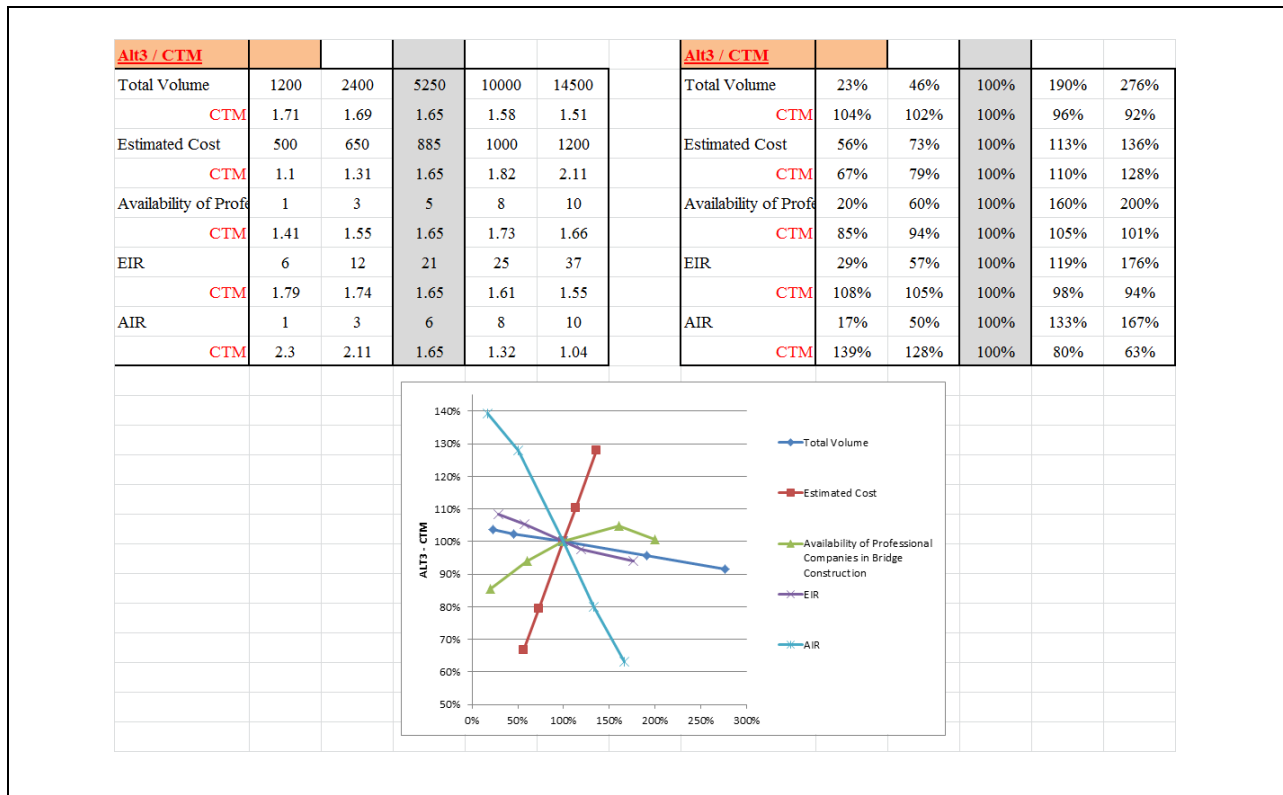 Alt3 / CTM
Total Volume 1200 2400 5250 10000 14500
CTM 1.71 1.69 1.65 1.58 1.51
Estimated Cost 500 650 885 1000 1200
CTM 1.1 1.31 1.65 1.82 2.11
Availability of Profe 1 3 5 8 10
CTM 1.41 1.55 1.65 1.73 1.66
EIR 6 12 21 25 37
CTM 1.79 1.74 1.65 1.61 1.55
AIR 1 3 6 8 10
CTM 2.3 2.11 1.65 1.32 1.04
Alt3 / CTM
Total Volume 23% 46% 100% 190% 276%
CTM 104% 102% 100% 96% 92%
Estimated Cost 56% 73% 100% 113% 136%
CTM 67% 79% 100% 110% 128%
Availability of Profe 20% 60% 100% 160% 200%
CTM 85% 94% 100% 105% 101%
EIR 29% 57% 100% 119% 176%
CTM 108% 105% 100% 98% 94%
AIR 17% 50% 100% 133% 167%
CTM 139% 128% 100% 80% 63%
ALT3 - CTM
140%
130%
120%
110%
100%
90%
80%
70%
60%
50%
0% 50% 100% 150% 200% 250% 300%
Total Volume
Estimated Cost
Availability of Professional
Companies in Bridge
Construction
EIR
AIR